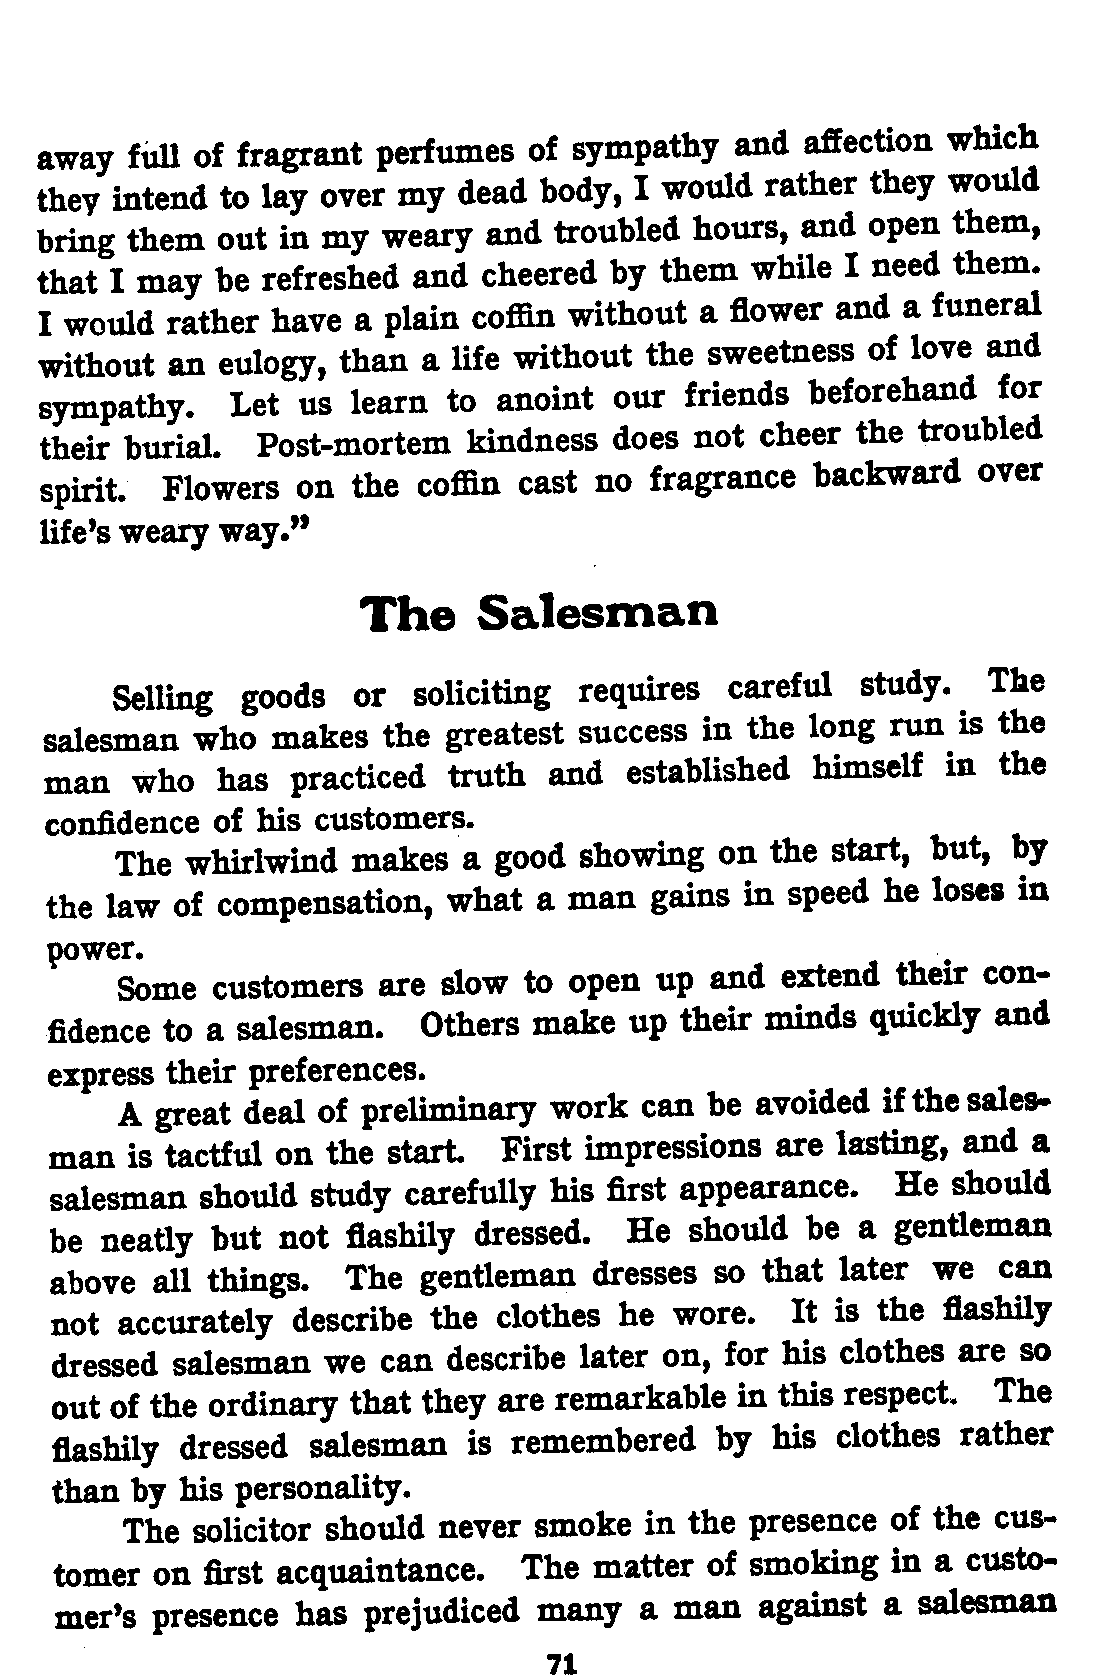 away full of fragrant perfumes of sympathy and affection which
they intend to lay over my dead body, I would rather they would
bring them out in my weary and troubled hours, and open them,
that I may be refreshed and cheered by them while I need them.
I would rather have a plain coffin without a flower and a funeral
without an eulogy, than a life without the sweetness of love and
sympathy. Let us learn to anoint our friends beforehand for
their burial. Post-mortem kindness does not cheer the troubled
spirit. Flowers on the coffin cast no fragrance backward over
life's weary way."
The Salesman
Selling goods or soliciting requires careful study. The
salesman who makes the greatest success in the long run is the
man who has practiced truth and established himself in the
confidence of his customers.
The whirlwind makes a good showing on the start, but, by
the law of compensation, what a man gains in speed he loses in
power.
Some customers are slow to open up and extend their con-
fidence to a salesman. Others make up their minds quickly and
express their preferences.
A great deal of preliminary work can be avoided if the sales-
man is tactful on the start. First impressions are lasting, and a
salesman should study carefully his first appearance. He should
be neatly but not flashily dressed. He should be a gentleman
above all things. The gentleman dresses so that later we can
not accurately describe the clothes he wore. It is the flashily
dressed salesman we can describe later on, for his clothes are so
out of the ordinary that they are remarkable in this respect. The
flashily dressed salesman is remembered by his clothes rather
than by his personality.
The solicitor should never smoke in the presence of the cus-
tomer on first acquaintance. The matter of smoking in a custo-
mer's presence has prejudiced many a man against a salesman
71